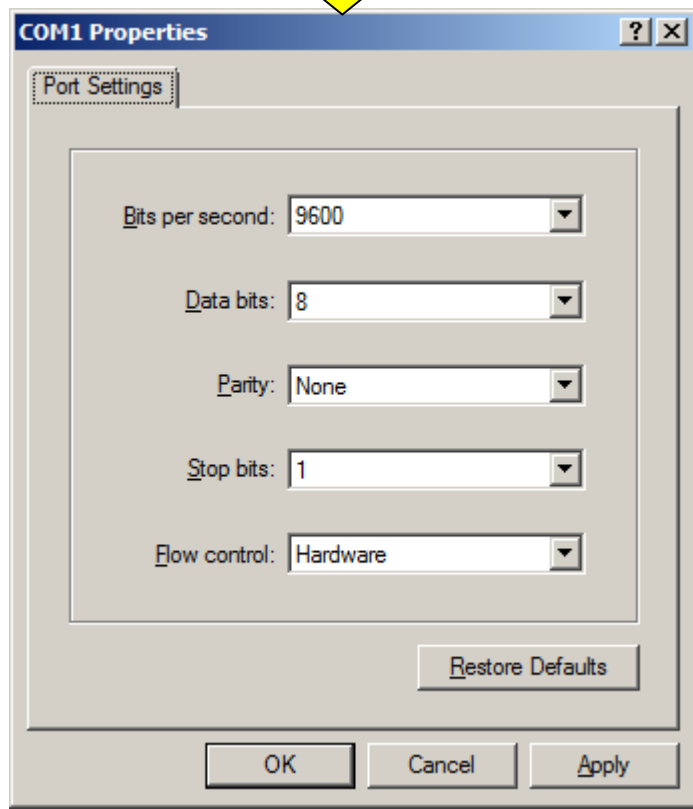 COM1 Properties
Port Settings
Bits per second: 9600
Data bits: 8
Parity: None
Stop bits: 1
Flow control: Hardware
Restore Defaults
OK Cancel Apply